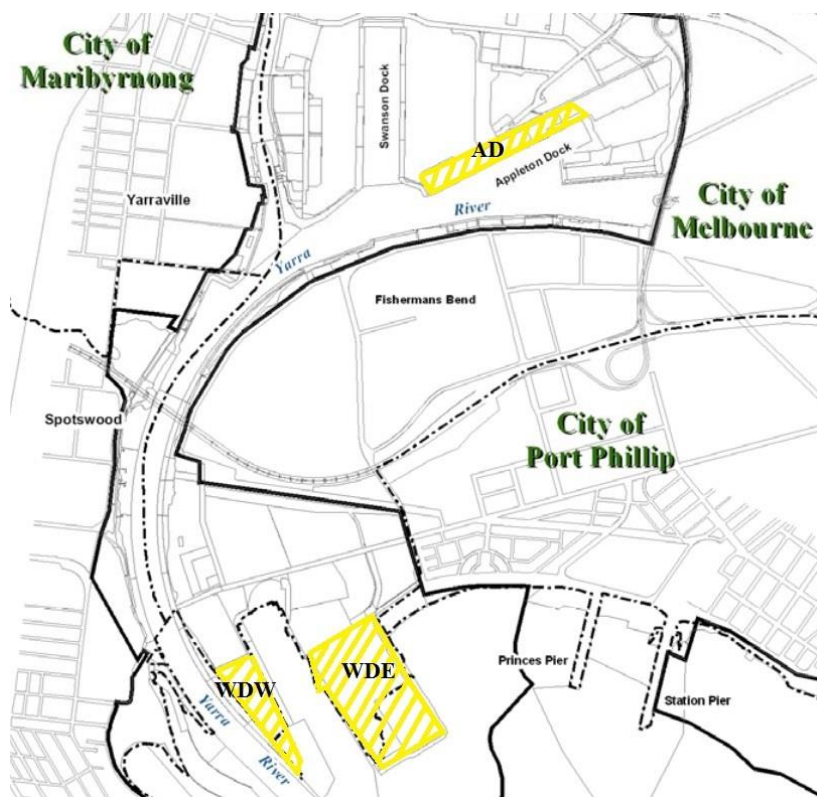 City of
Maribyrnong
Swanson Dock
AD
Appleton Dock
Yarraville
River
City of
Melbourne
Yarra
Fishermans Bend
Spotswood
City of
Port Phillip
WDE
Princes Pier
WDW
Yarra
Station Pier
River